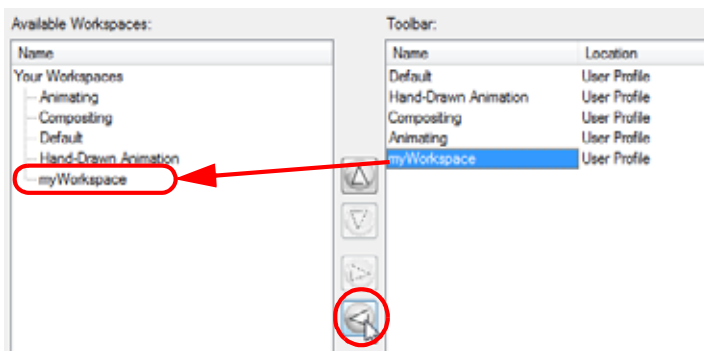 Available Workspaces:
Name
Your Workspaces
Animating
Compositing
Default
Hand-Drawn Animation
myWorkspace
Toolbar:
Name Location
Default User Profile
Hand-Drawn Animation User Profile
Compositing User Profile
Animating User Profile
myWorkspace User Profile